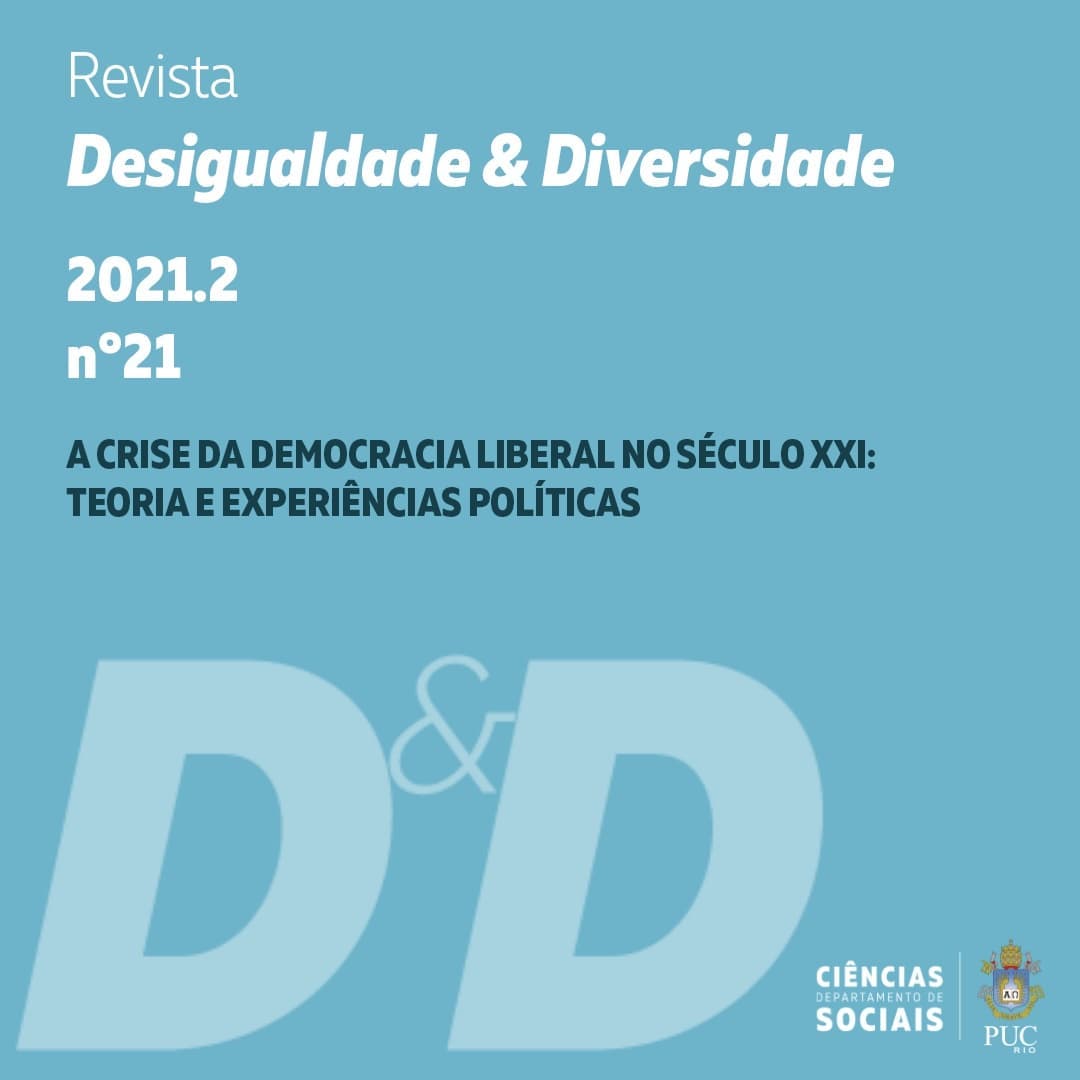 Revista
Desigualdade & Diversidade
2021.2
n°21
A CRISE DA DEMOCRACIA LIBERAL NO SÉCULO XXI:
TEORIA E EXPERIÊNCIAS POLÍTICAS
D&D
CIÊNCIAS
DEPARTAMENTO DE
SOCIAIS
ΑΩ
PUC
RIO